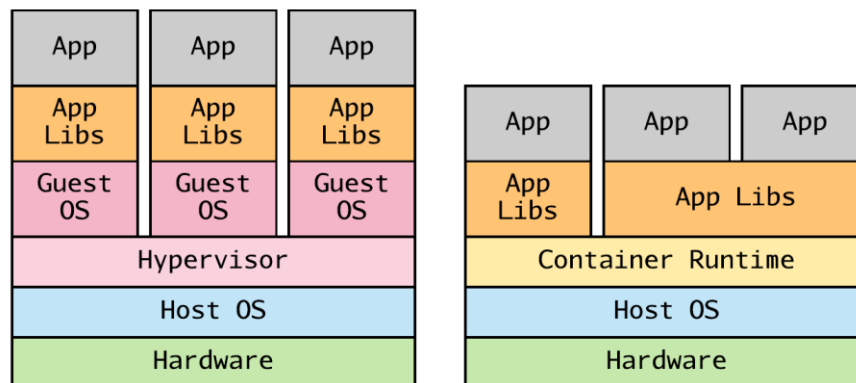 App
App
App
App
Libs
App
Libs
App
Libs
Guest
OS
Guest
OS
Guest
OS
Hypervisor
Host OS
Hardware
App
App
App
App
Libs
App Libs
Container Runtime
Host OS
Hardware